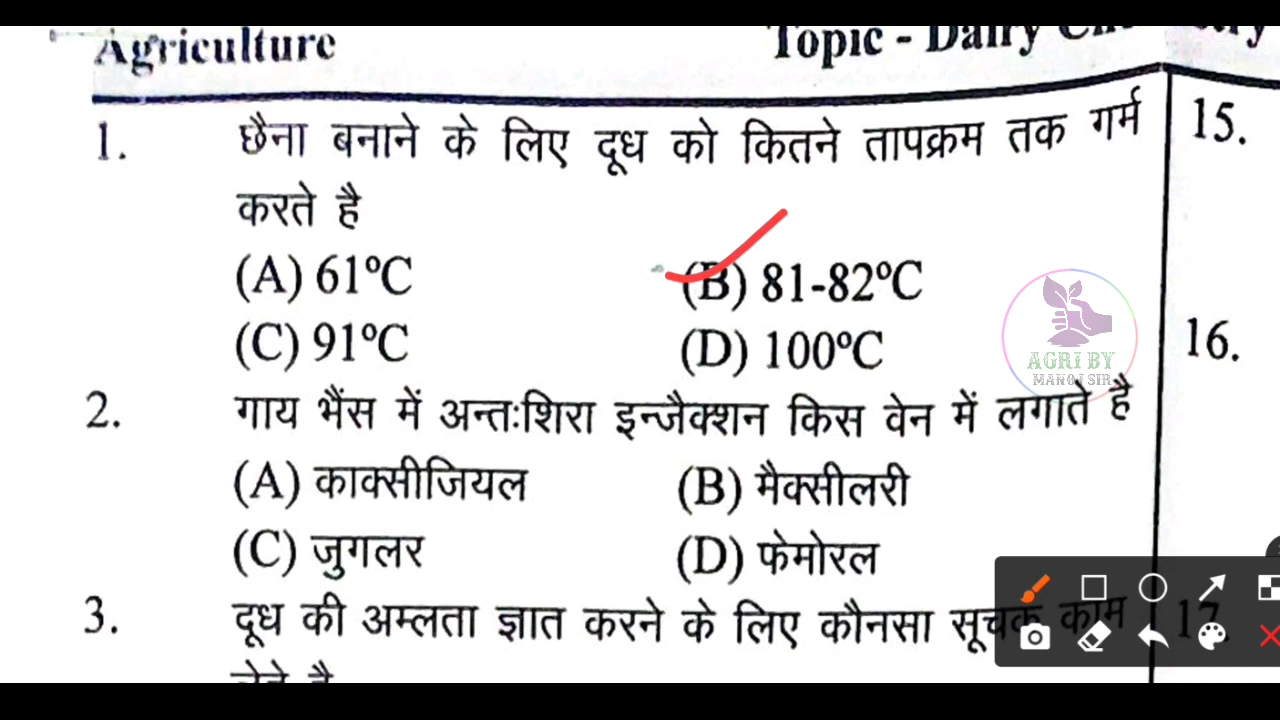 Agriculture
Topic - Dairy
1. छैना बनाने के लिए दूध को कितने तापक्रम तक गर्म
करते है
(A) 61ºC (B) 81-82ºC
(C) 91ºC (D) 100ºC
2. गाय भैंस में अन्तःशिरा इन्जैक्शन किस वेन में लगाते है
(A) काक्सीजियल (B) मैक्सीलरी
(C) जुगलर (D) फेमोरल
3. दूध की अम्लता ज्ञात करने के लिए कौनसा सूचक काम
लेते है
15.
16.
17.
AGRI BY
MANOJ SIR